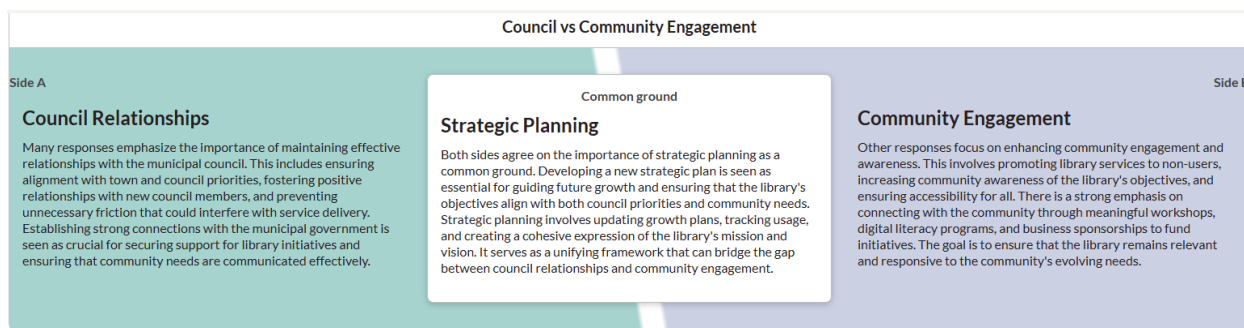 Council vs Community Engagement
Side A
Council Relationships
Many responses emphasize the importance of maintaining effective
relationships with the municipal council. This includes ensuring
alignment with town and council priorities, fostering positive
relationships with new council members, and preventing
unnecessary friction that could interfere with service delivery.
Establishing strong connections with the municipal government is
seen as crucial for securing support for library initiatives and
ensuring that community needs are communicated effectively.
Common ground
Strategic Planning
Both sides agree on the importance of strategic planning as a
common ground. Developing a new strategic plan is seen as
essential for guiding future growth and ensuring that the library's
objectives align with both council priorities and community needs.
Strategic planning involves updating growth plans, tracking usage,
and creating a cohesive expression of the library's mission and
vision. It serves as a unifying framework that can bridge the gap
between council relationships and community engagement.
Side
Community Engagement
Other responses focus on enhancing community engagement and
awareness. This involves promoting library services to non-users,
increasing community awareness of the library's objectives, and
ensuring accessibility for all. There is a strong emphasis on
connecting with the community through meaningful workshops,
digital literacy programs, and business sponsorships to fund
initiatives. The goal is to ensure that the library remains relevant
and responsive to the community's evolving needs.